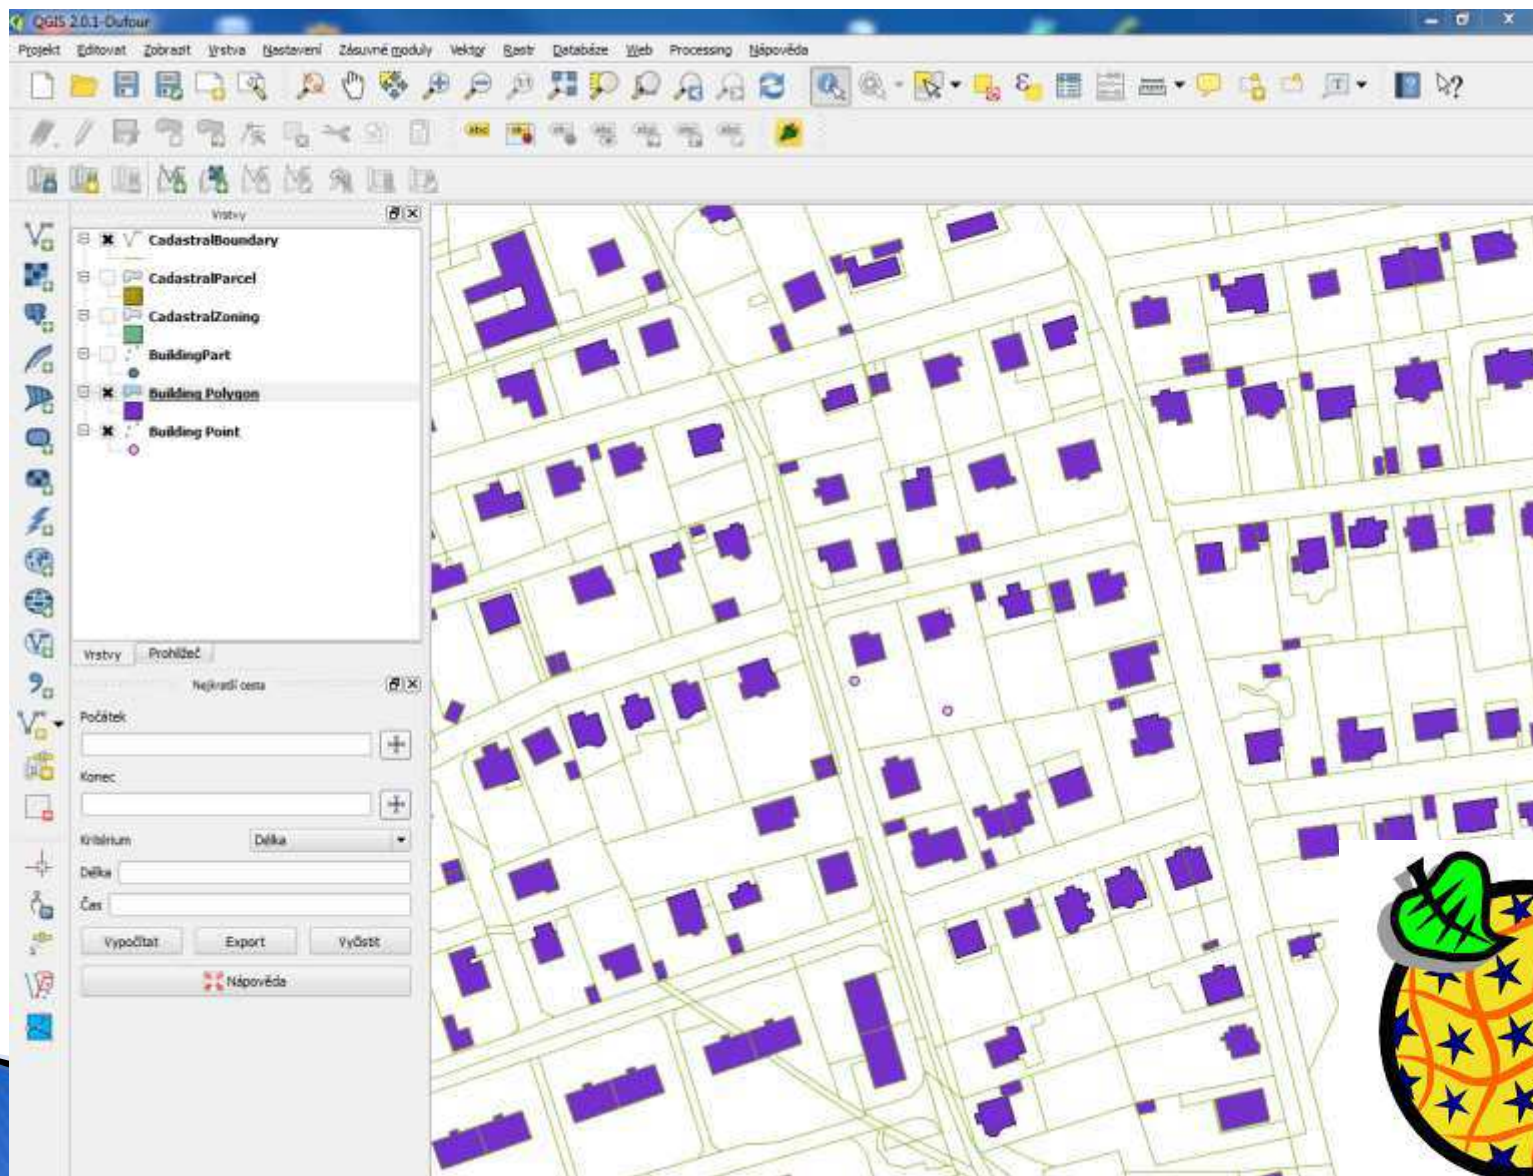 QGIS 2.0.1-Dufour
Projekt Editovat Zobrazit Vrstva Nastavení Zásuvné moduly Vektor Rastr Databáze Web Processing Nápověda
Vrstvy
CadastralBoundary
CadastralParcel
CadastralZoning
BuildingPart
Building Polygon
Building Point
Vrstvy Prohlížeč
Nejkratší cesta
Počátek
Konec
Kritérium Délka
Délka
Čas
Vypočítat Export Vyčistit
Nápověda